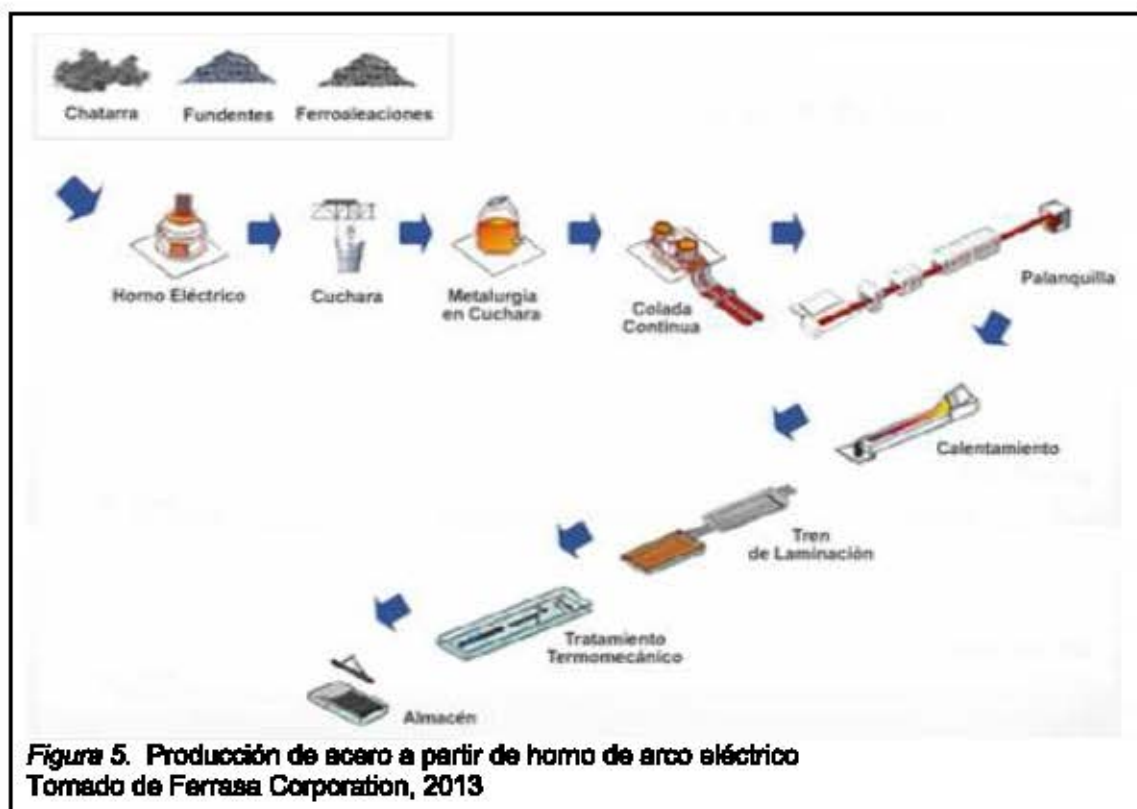 Chatarra
Fundentes
Ferroaleaciones
Horno Eléctrico
Cuchara
Metalurgia
en Cuchara
Colada
Continua
Palanquilla
Calentamiento
Tren
de Laminación
Tratamiento
Termomecánico
Almacén
Figura 5. Producción de acero a partir de horno de arco eléctrico
Tomado de Ferrasa Corporation, 2013